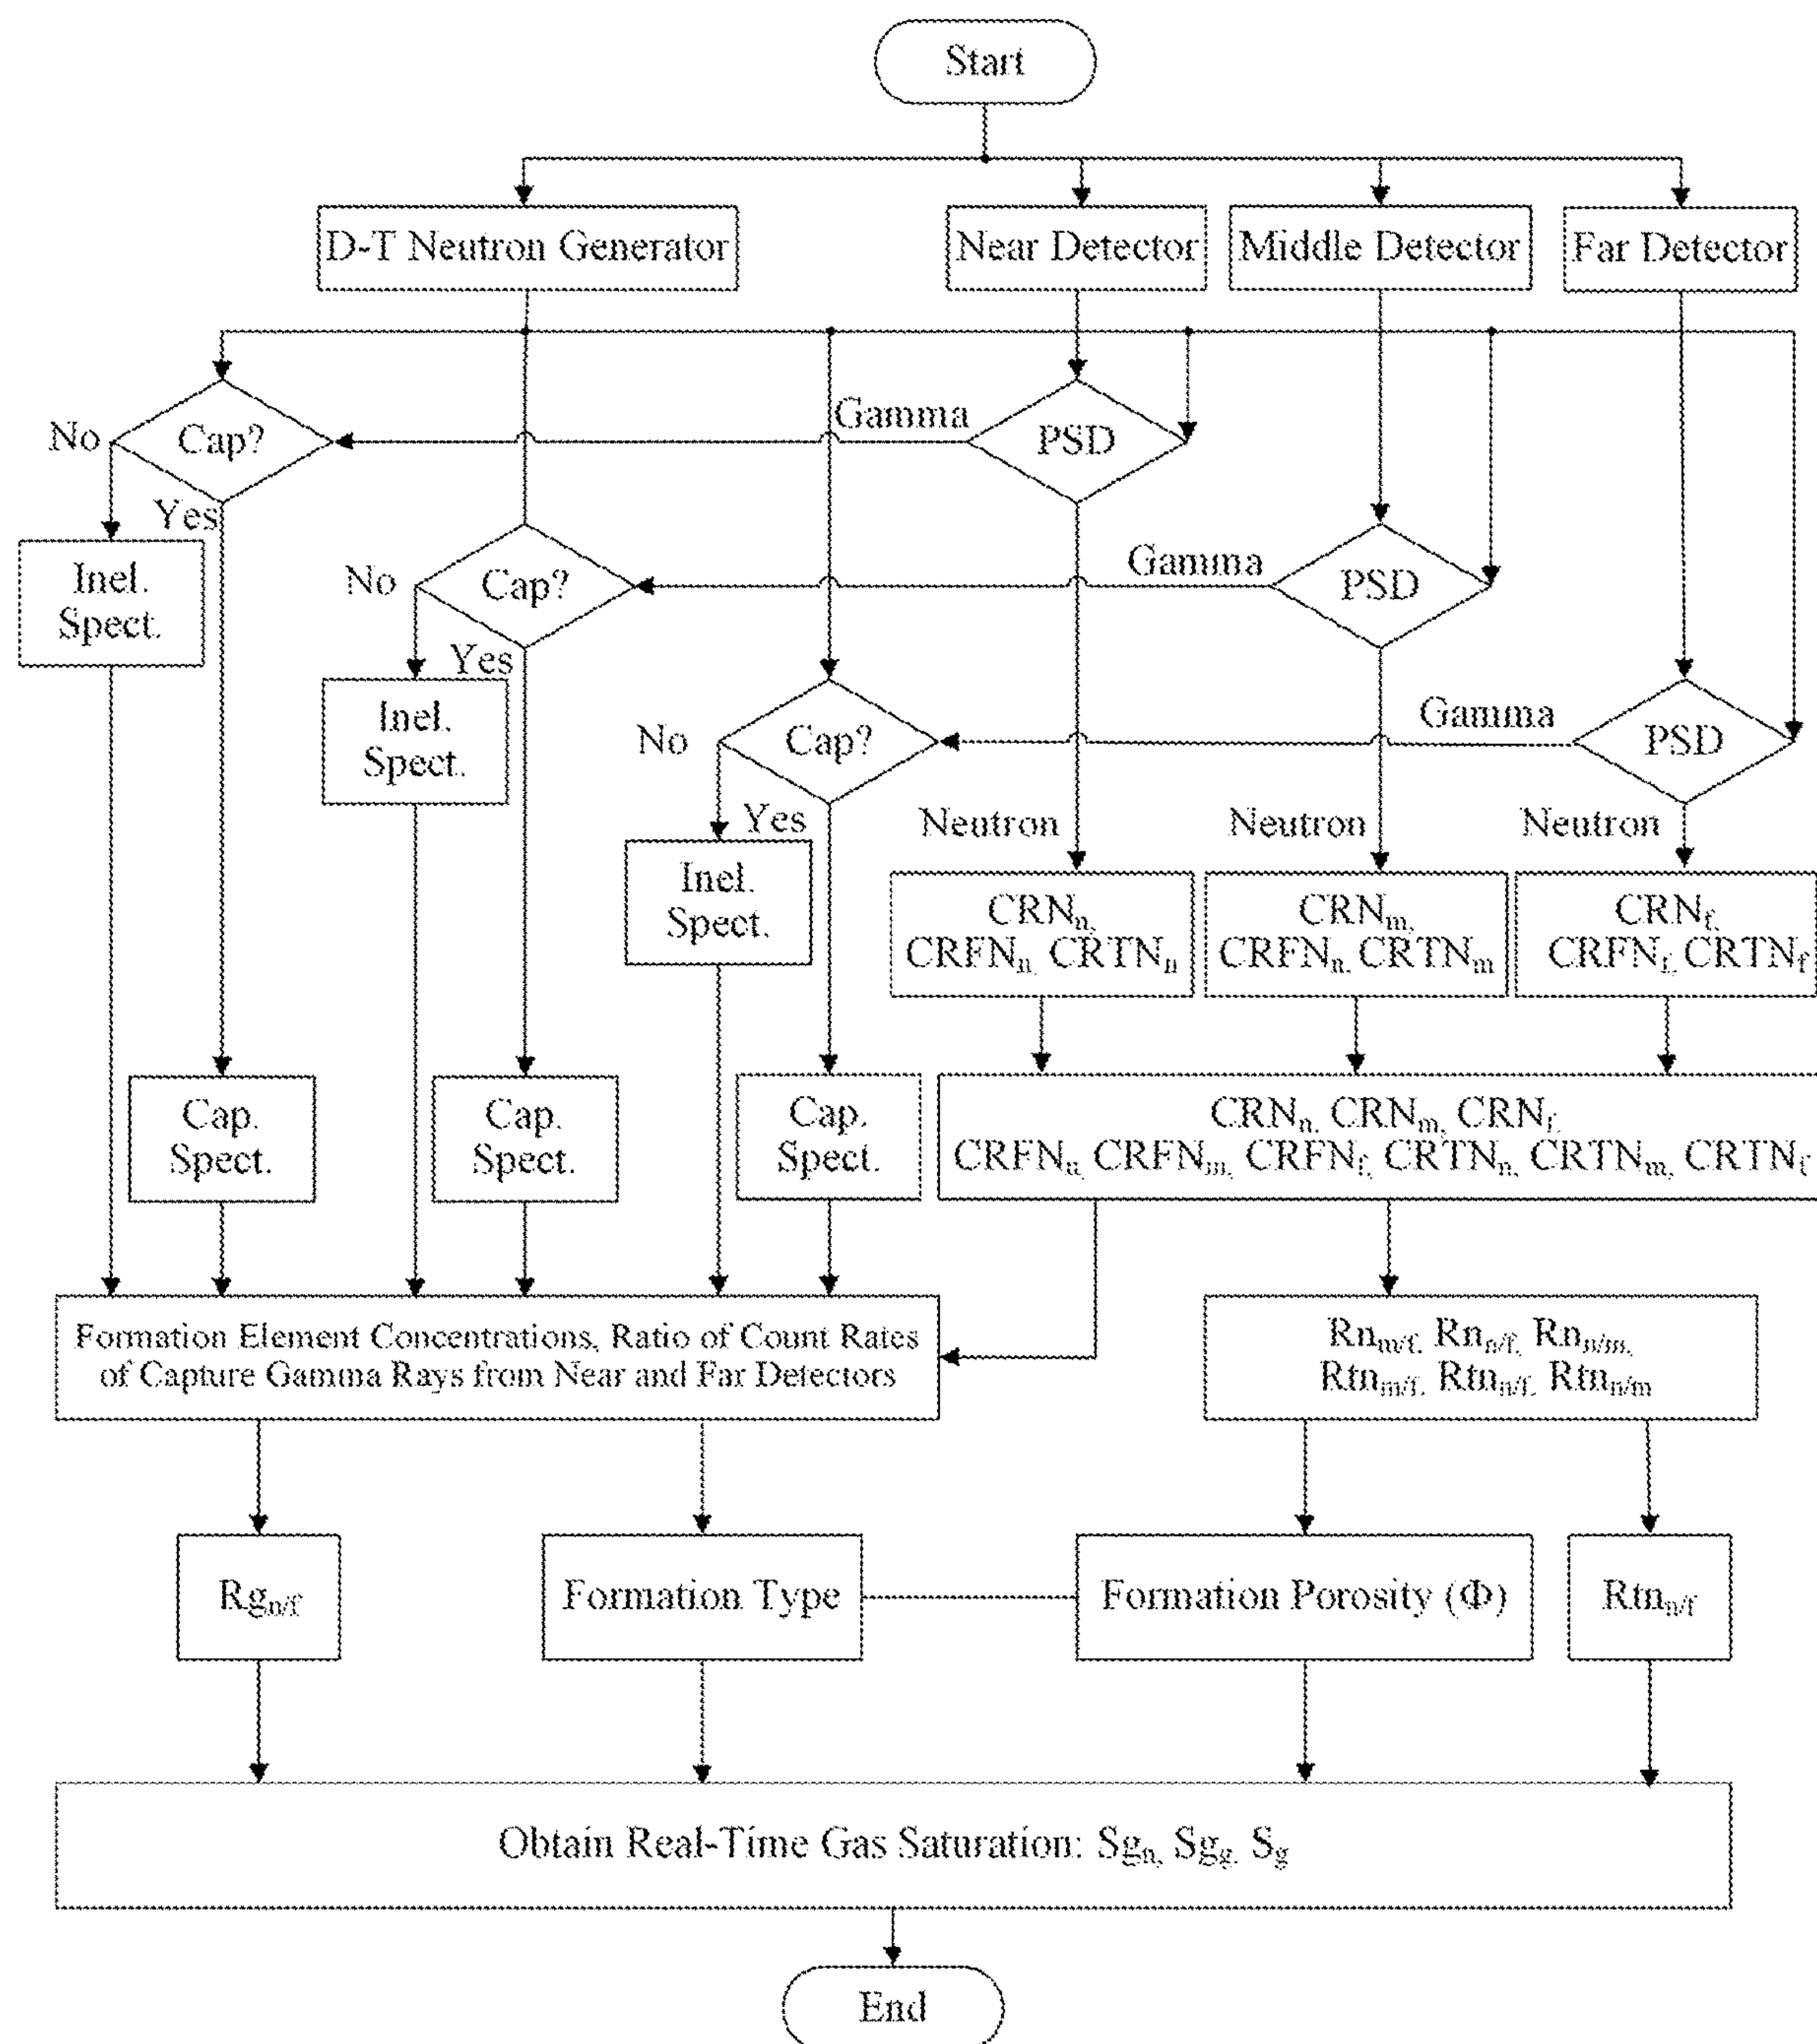 Start
D-T Neutron Generator
Near Detector
Middle Detector
Far Detector
Gamma
No
Cap?
PSD
Yes
Inel.
Spect.
Gamma
No
Cap?
PSD
Yes
Inel.
Spect.
Gamma
No
Cap?
PSD
Yes
Neutron
Neutron
Neutron
Inel.
Spect.
CRNn,
CRFNn, CRTNn
CRNm,
CRFNn, CRTNm
CRNf,
CRFNf, CRTNf
Cap.
Spect.
Cap.
Spect.
Cap.
Spect.
CRNn, CRNm, CRNf,
CRFNn, CRFNm, CRFNf, CRTNn, CRTNm, CRTNf
Formation Element Concentrations, Ratio of Count Rates
of Capture Gamma Rays from Near and Far Detectors
Rnm/f, Rnn/f, Rnn/m,
Rtnm/f, Rtnn/f, Rtnn/m
Rgn/f
Formation Type
Formation Porosity (Φ)
Rtnn/f
Obtain Real-Time Gas Saturation: Sgn, Sgg, Sg
End